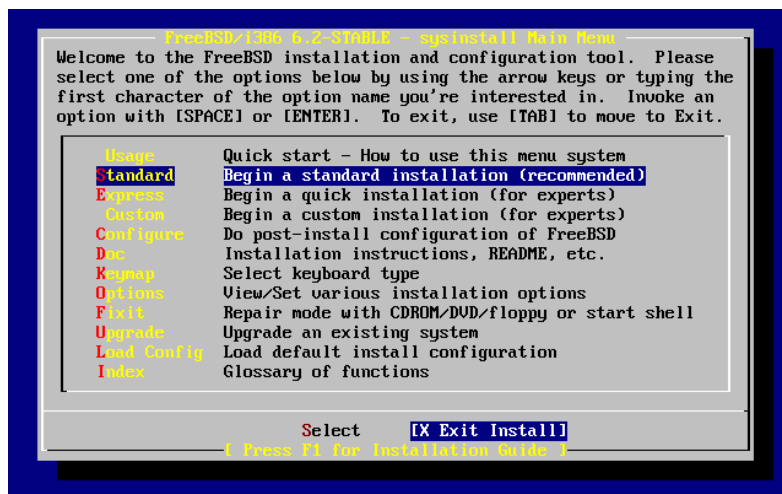 FreeBSD/i386 6.2-STABLE - sysinstall Main Menu
Welcome to the FreeBSD installation and configuration tool.  Please
select one of the options below by using the arrow keys or typing the
first character of the option name you're interested in.  Invoke an
option with [SPACE] or [ENTER].  To exit, use [TAB] to move to Exit.
Usage Quick start - How to use this menu system
Standard Begin a standard installation (recommended)
Express Begin a quick installation (for experts)
Custom Begin a custom installation (for experts)
Configure Do post-install configuration of FreeBSD
Doc Installation instructions, README, etc.
Keymap Select keyboard type
Options View/Set various installation options
Fixit Repair mode with CDROM/DVD/floppy or start shell
Upgrade Upgrade an existing system
Load Config Load default install configuration
Index Glossary of functions
Select [X Exit Install]
[ Press F1 for Installation Guide ]